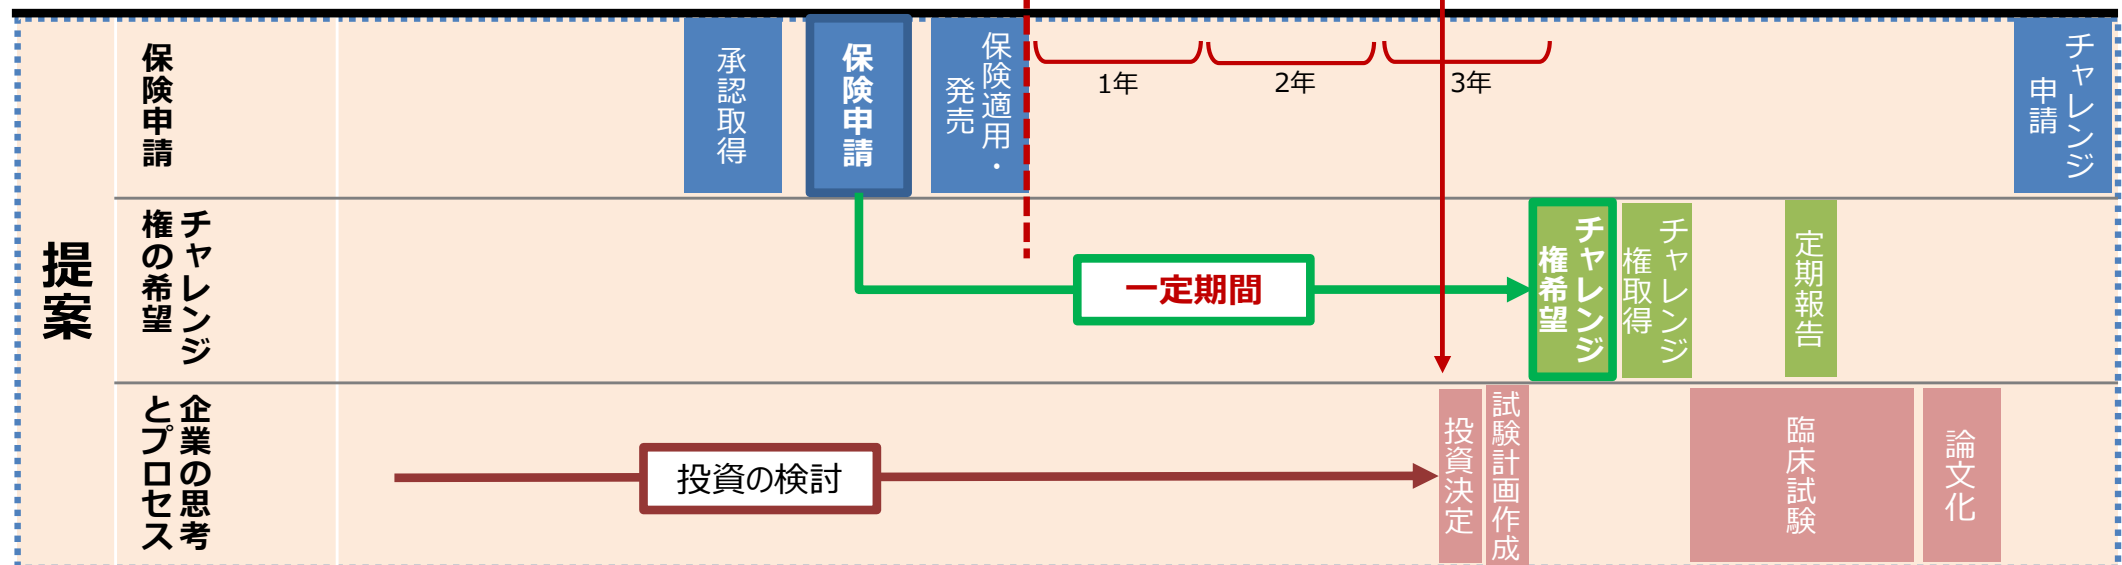 提案
保険申請
承認取得
保険申請
保険適用・
発売
1年
2年
3年
チャレンジ
申請
チャレンジ
権の希望
一定期間
チャレンジ
権希望
チャレンジ
権取得
定期報告
企業の思考
とプロセス
投資の検討
投資決定
試験計画作成
臨床試験
論文化